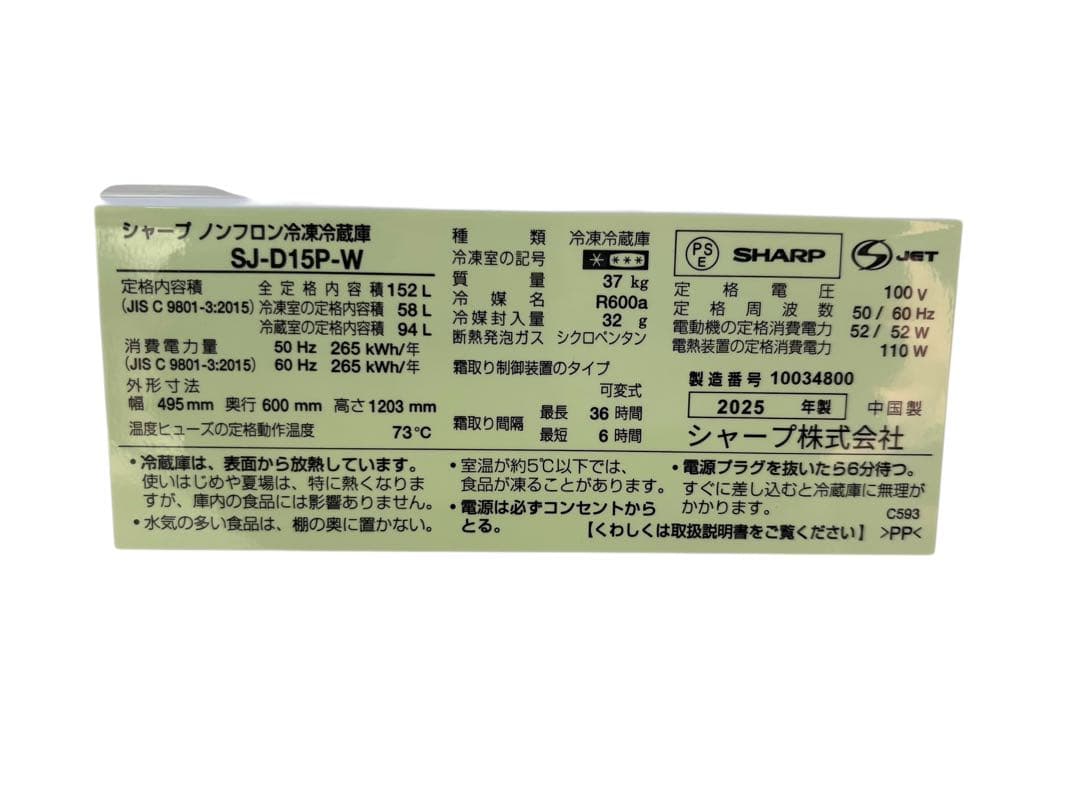 シャープ ノンフロン冷凍冷蔵庫
SJ-D15P-W
定格内容積 全定格内容積 152 L
(JIS C 9801-3:2015) 冷凍室の定格内容積 58 L
冷蔵室の定格内容積 94 L
消費電力量 50 Hz 265 kWh/年
(JIS C 9801-3:2015) 60 Hz 265 kWh/年
外形寸法
幅 495 mm 奥行 600 mm 高さ 1203 mm
温度ヒューズの定格動作温度 73℃
種類 冷凍冷蔵庫
冷凍室の記号 * ***
質量 37 kg
冷媒名 R600a
冷媒封入量 32 g
断熱発泡ガス シクロペンタン
霜取り制御装置のタイプ
可変式
霜取り間隔 最長 36 時間
最短 6 時間
PS E SHARP S JET
定格電圧 100 V
定格周波数 50 / 60 Hz
電動機の定格消費電力 52 / 52 W
電熱装置の定格消費電力 110 W
製造番号 10034800
2025 年製 中国製
シャープ株式会社
・冷蔵庫は、表面から放熱しています。
使いはじめや夏場は、特に熱くなりま
すが、庫内の食品には影響ありません。
・水気の多い食品は、棚の奥に置かない。
・室温が約5℃以下では、
食品が凍ることがあります。
・電源は必ずコンセントから
とる。
・電源プラグを抜いたら6分待つ。
すぐに差し込むと冷蔵庫に無理が
かかります。
C593
【くわしくは取扱説明書をご覧ください】 >PP<